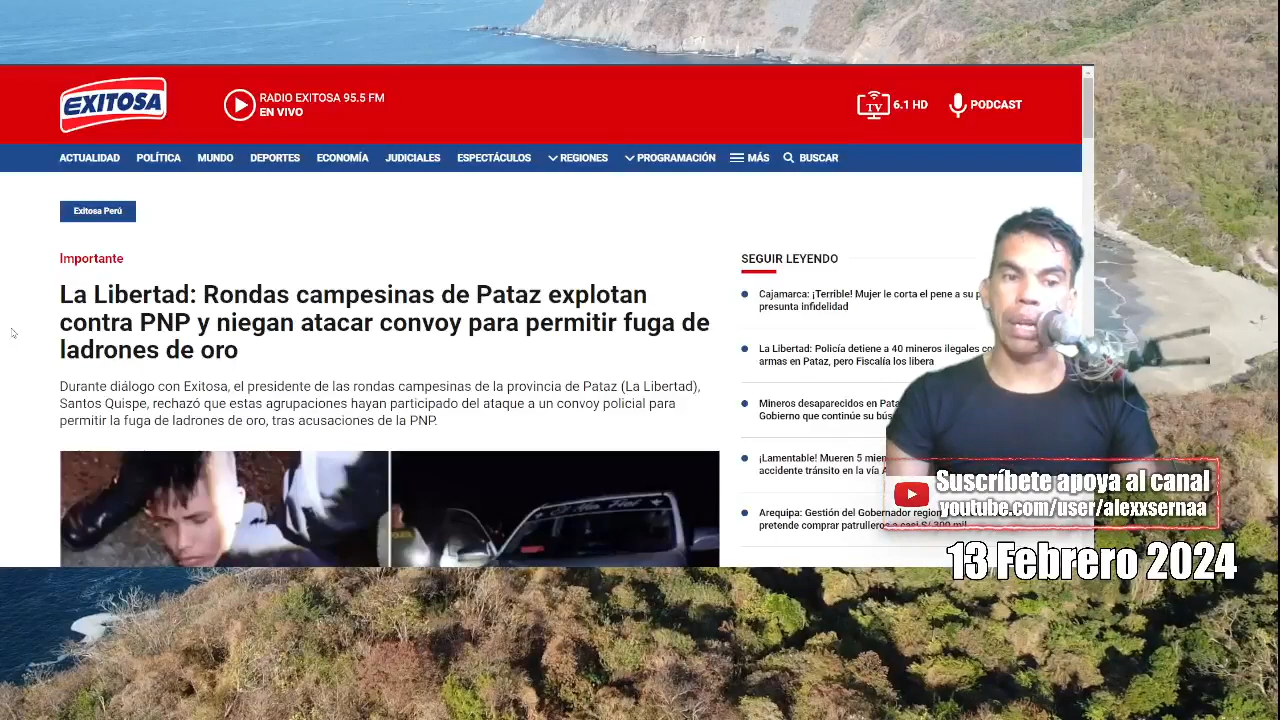 EXITOSA
RADIO EXITOSA 95.5 FM
EN VIVO
TV
6.1 HD
PODCAST
ACTUALIDAD
POLÍTICA
MUNDO
DEPORTES
ECONOMÍA
JUDICIALES
ESPECTÁCULOS
REGIONES
PROGRAMACIÓN
MÁS
BUSCAR
Exitosa Perú
Importante
La Libertad: Rondas campesinas de Pataz explotan
contra PNP y niegan atacar convoy para permitir fuga de
ladrones de oro
Durante diálogo con Exitosa, el presidente de las rondas campesinas de la provincia de Pataz (La Libertad),
Santos Quispe, rechazó que estas agrupaciones hayan participado del ataque a un convoy policial para
permitir la fuga de ladrones de oro, tras acusaciones de la PNP.
SEGUIR LEYENDO
Cajamarca: ¡Terrible! Mujer le corta el pene a su
presunta infidelidad
La Libertad: Policía detiene a 40 mineros ilegales
armas en Pataz, pero Fiscalía los libera
Mineros desaparecidos en
Gobierno que continúe su
¡Lamentable! Mueren 5
accidente tránsito en la vía
Arequipa: Gestión del Gobernador
pretende comprar patrulleros a casi S/ 300 mil
Suscríbete apoya al canal
youtube.com/user/alexxsernaa
13 Febrero 2024